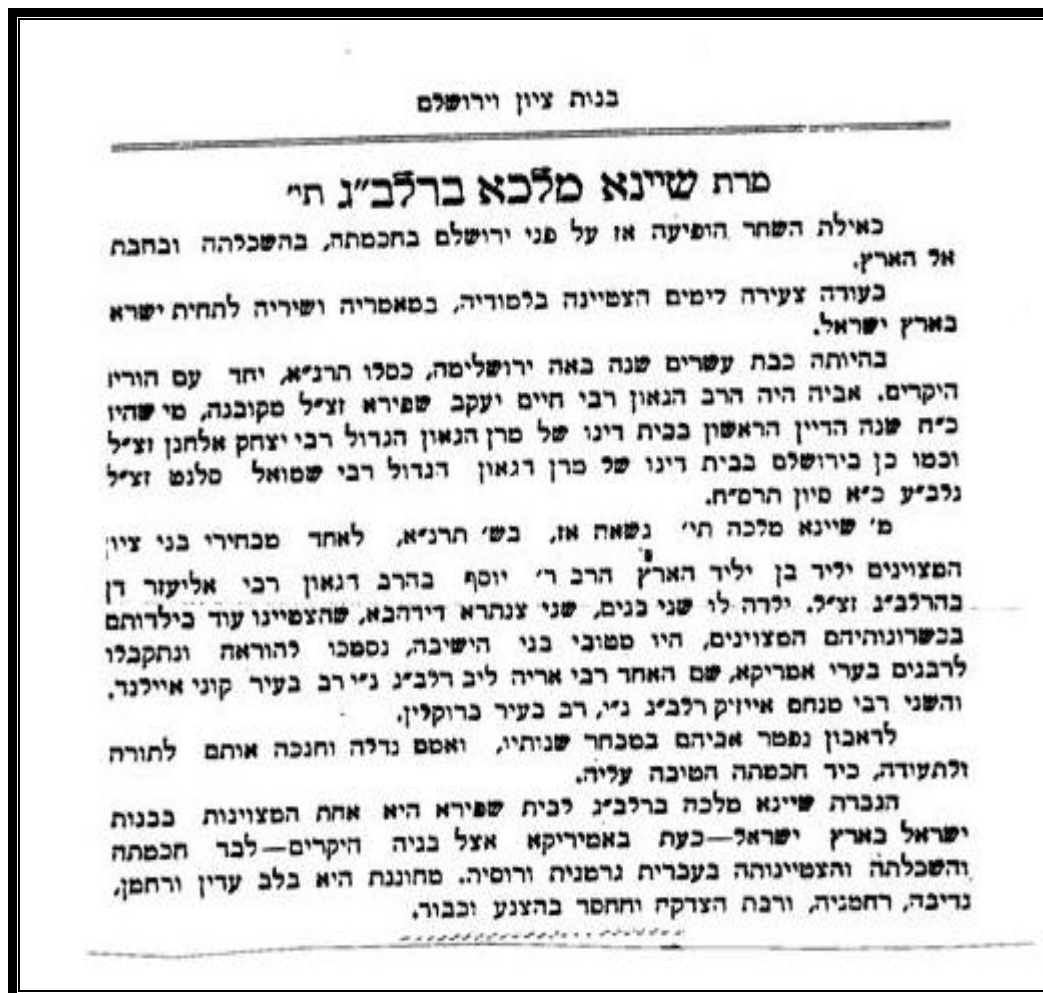 בנות ציון וירושלם
מרת שיינא מלכא ברלב״ג תי׳
כאילת השחר הופיעה אז על פני ירושלם בחכמתה, בהשכלתה ובחבת
אל הארץ.
בעודה צעירה לימים הצטיינה בלמודיה, במאמריה ושיריה לתחית ישרא
בארץ ישראל.
בהיותה כבת עשרים שנה באה ירושלימה, כסלו תרנ״א, יחד עם הוריו
היקרים. אביה היה הרב הגאון רבי חיים יעקב שפירא זצ״ל מקובנה, מי שהיו
כ״ח שנה הדיין הראשון בבית דינו של מרן הגאון הגדול רבי יצחק אלחנן זצ״ל
וכמו כן בירושלם בבית דינו של מרן הגאון הגדול רבי שמואל סלנט זצ״ל
נלב״ע כ״א סיון תרס״ח.
מ׳ שיינא מלכה תי׳ נשאה אז, בש׳ תרנ״א, לאחד מבחירי בני ציון
המצוינים יליד בן יליד הארץ הרב ר׳ יוסף בהרב הגאון רבי אליעזר דן
בהרלב״ג זצ״ל. ילדה לו שני בנים, שני צנתרא דידהבא, שהצטיינו עוד בילדותם
בכשרונותיהם המצוינים, היו מטובי בני הישיבה, נסמכו להוראה ונתקבלו
לרבנים בערי אמריקא, שם האחד רבי אריה ליב רלב״ג נ״י רב בעיר קוני איילנד.
והשני רבי מנחם אייזיק רלב״ג נ״י, רב בעיר ברוקלין.
לדאבון נפטר אביהם במבחר שנותיו, ואמם גדלה וחנכה אותם לתורה
ולתעודה, כיד חכמתה הטובה עליה.
הגברת שיינא מלכה ברלב״ג לבית שפירא היא אחת המצוינות בבנות
ישראל בארץ ישראל—כעת באמיריקא אצל בניה היקרים—לבד חכמתה
והשכלתה והצטיינותה בעברית גרמנית ורוסיה. מחוננת היא בלב עדין ורחמן,
נדיבה, רחמניה, ורבת הצדקה וחחסד בהצנע וכבוד.